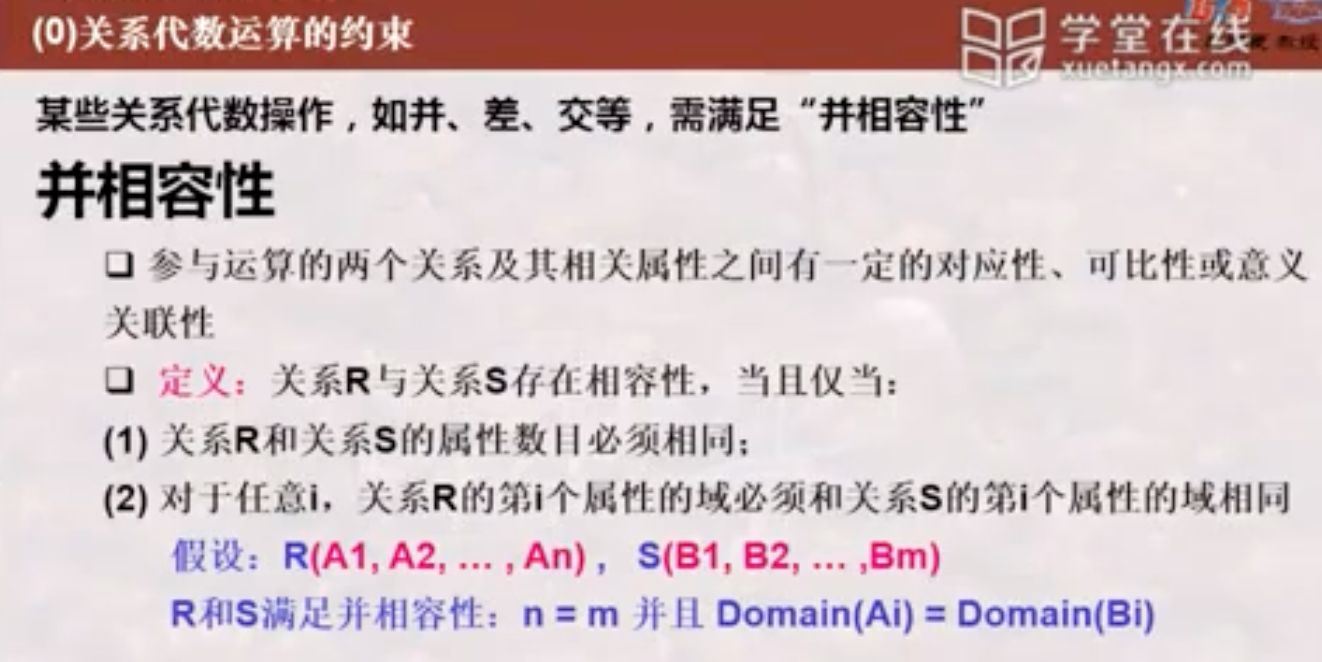 (0)关系代数运算的约束
学堂在线
xuetangx.com
教授
某些关系代数操作，如并、差、交等，需满足“并相容性”
并相容性
❑ 参与运算的两个关系及其相关属性之间有一定的对应性、可比性或意义
关联性
❑ 定义：关系R与关系S存在相容性，当且仅当：
(1) 关系R和关系S的属性数目必须相同；
(2) 对于任意i，关系R的第i个属性的域必须和关系S的第i个属性的域相同
假设：R(A1, A2, … , An) ， S(B1, B2, … ,Bm)
R和S满足并相容性：n = m 并且 Domain(Ai) = Domain(Bi)